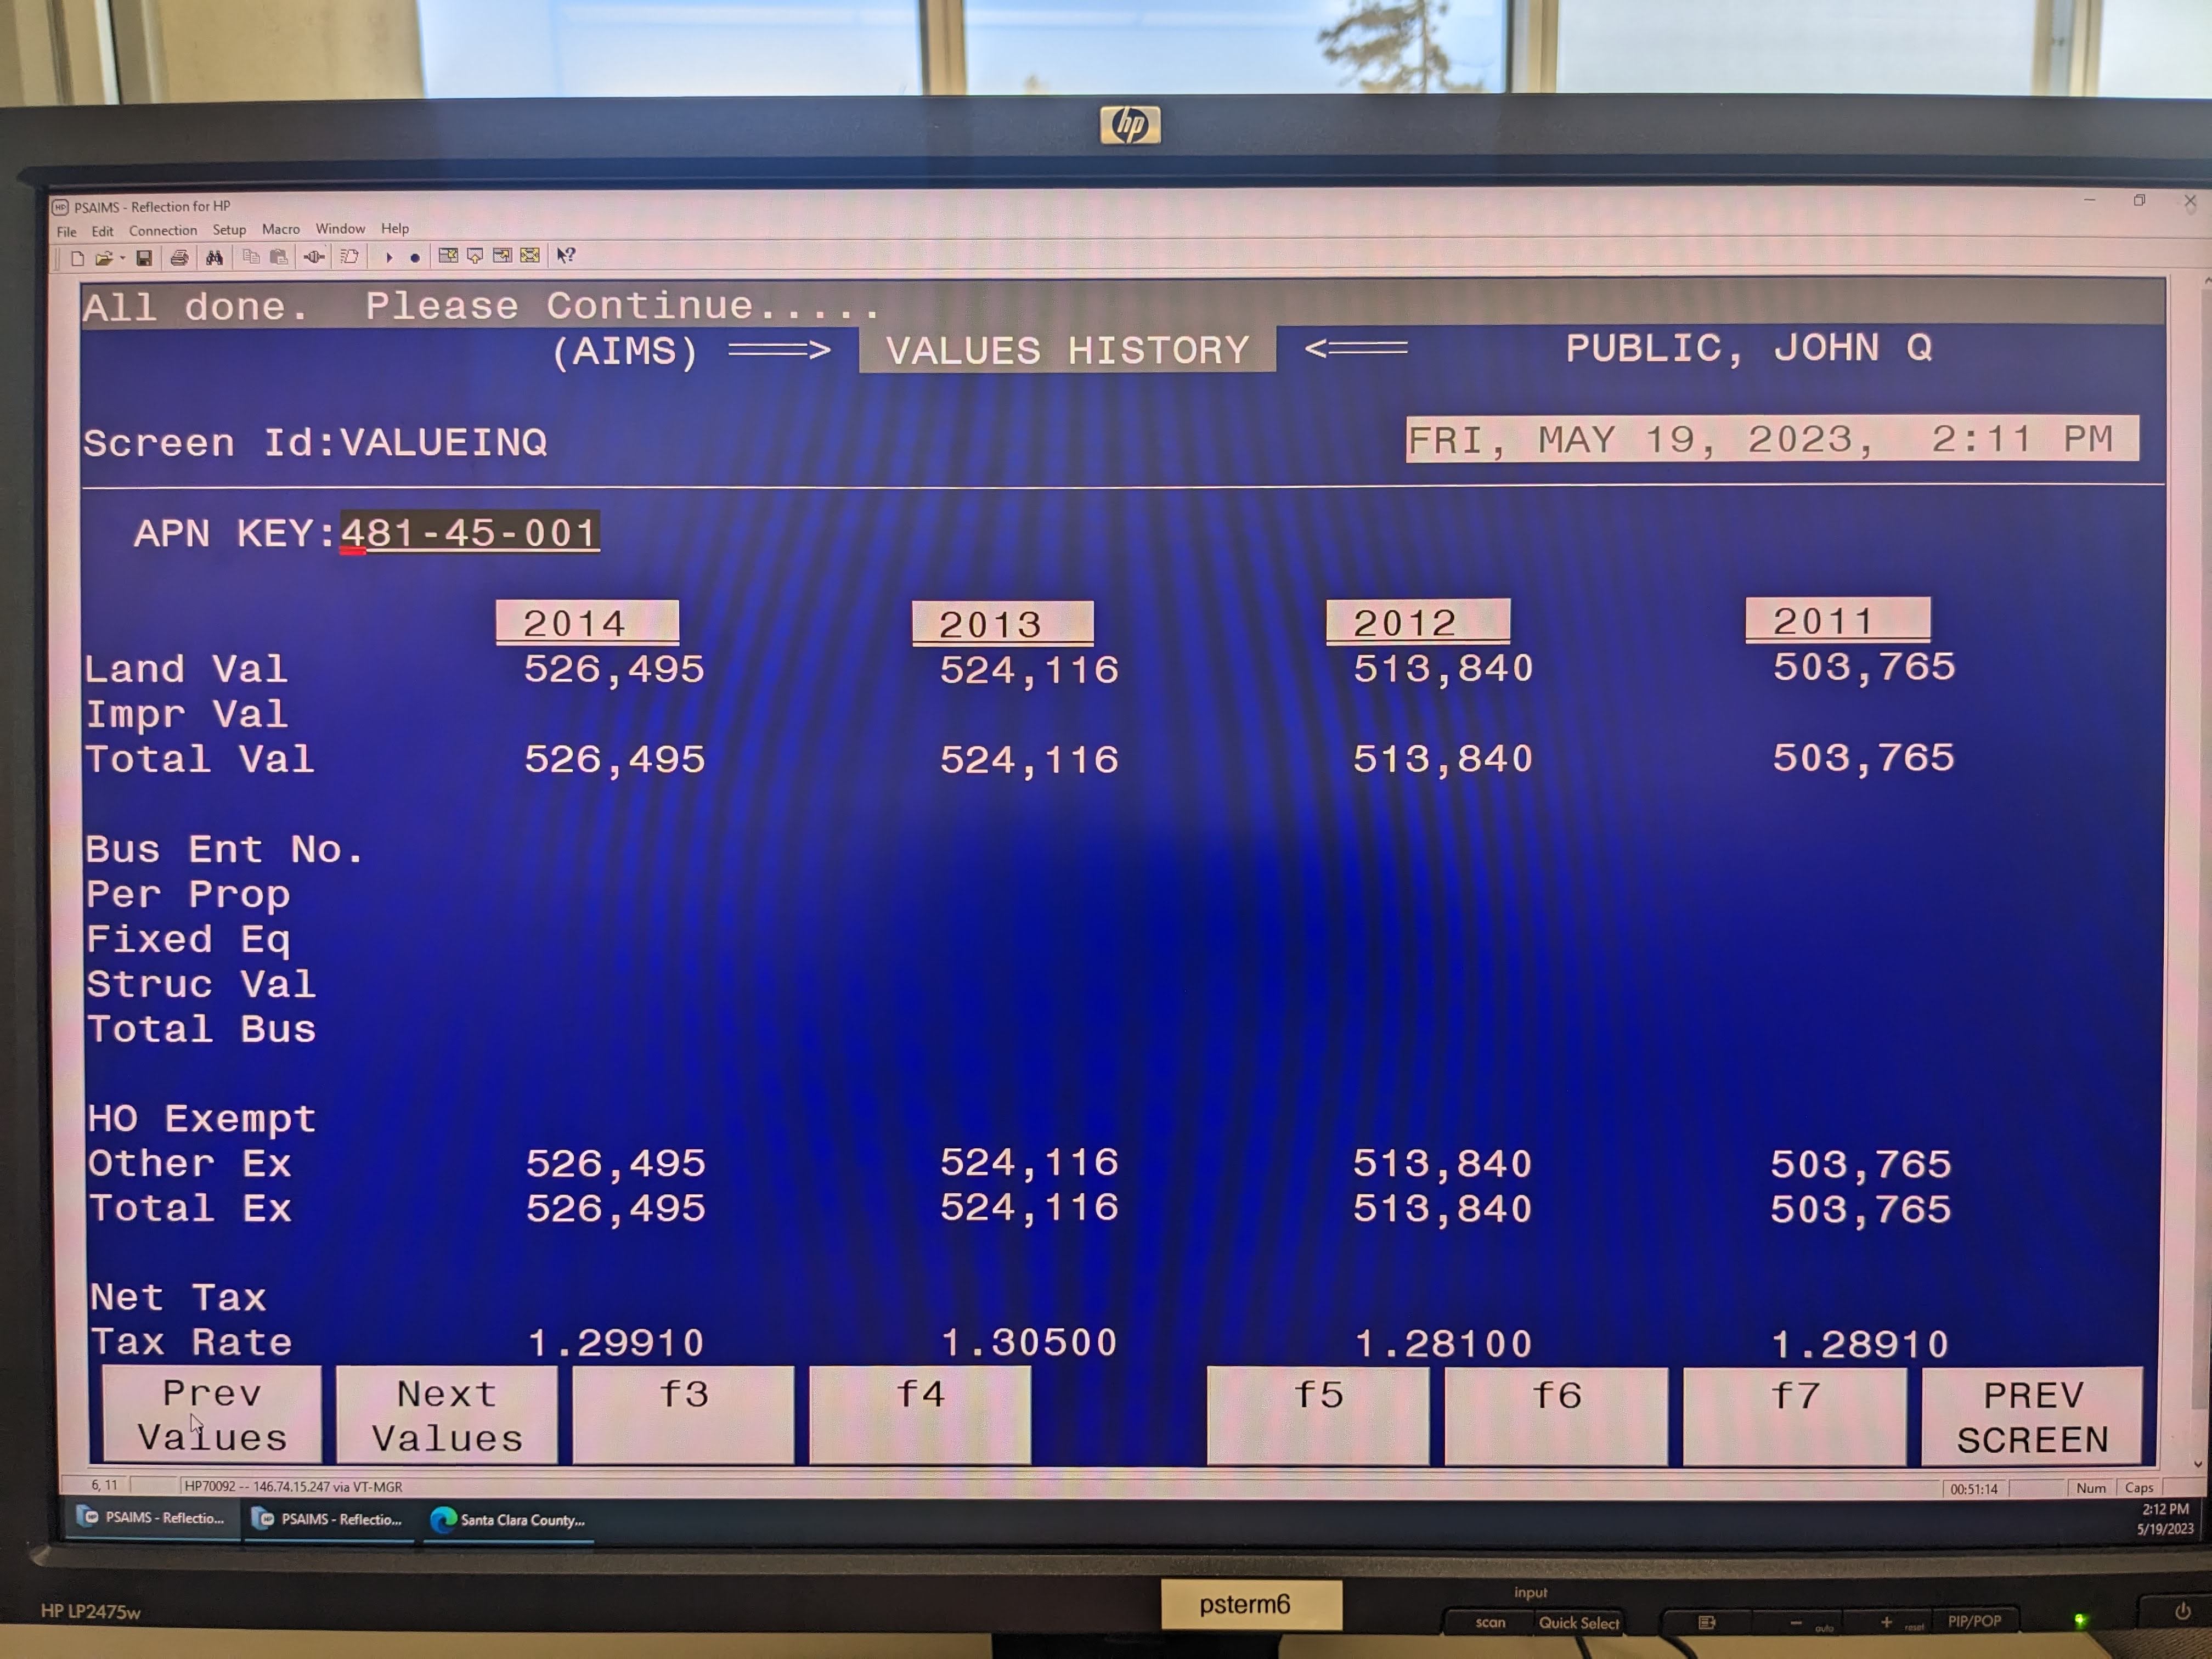 hp
PSAIMS - Reflection for HP
File Edit Connection Setup Macro Window Help
All done. Please Continue.....
(AIMS) ===> VALUES HISTORY <=== PUBLIC, JOHN Q
Screen Id:VALUEINQ FRI, MAY 19, 2023, 2:11 PM
APN KEY:481-45-001
2014 2013 2012 2011
Land Val 526,495 524,116 513,840 503,765
Impr Val
Total Val 526,495 524,116 513,840 503,765
Bus Ent No.
Per Prop
Fixed Eq
Struc Val
Total Bus
HO Exempt
Other Ex 526,495 524,116 513,840 503,765
Total Ex 526,495 524,116 513,840 503,765
Net Tax
Tax Rate 1.29910 1.30500 1.28100 1.28910
Prev Next f3 f4 f5 f6 f7 PREV
Values Values SCREEN
6, 11 HP70092 -- 146.74.15.247 via VT-MGR 00:51:14 Num Caps
PSAIMS - Reflectio... PSAIMS - Reflectio... Santa Clara County... 2:12 PM
5/19/2023
HP LP2475w
psterm6
input
scan Quick Select - auto + reset PIP/POP